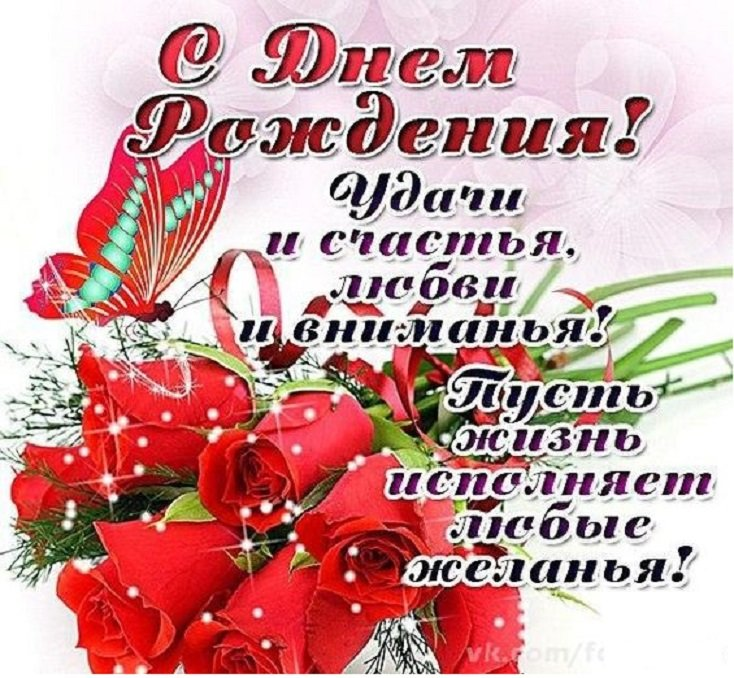 С Днем
Рождения!
Удачи
и счастья,
любви
и вниманья!
Пусть
жизнь
исполняет
любые
желанья!